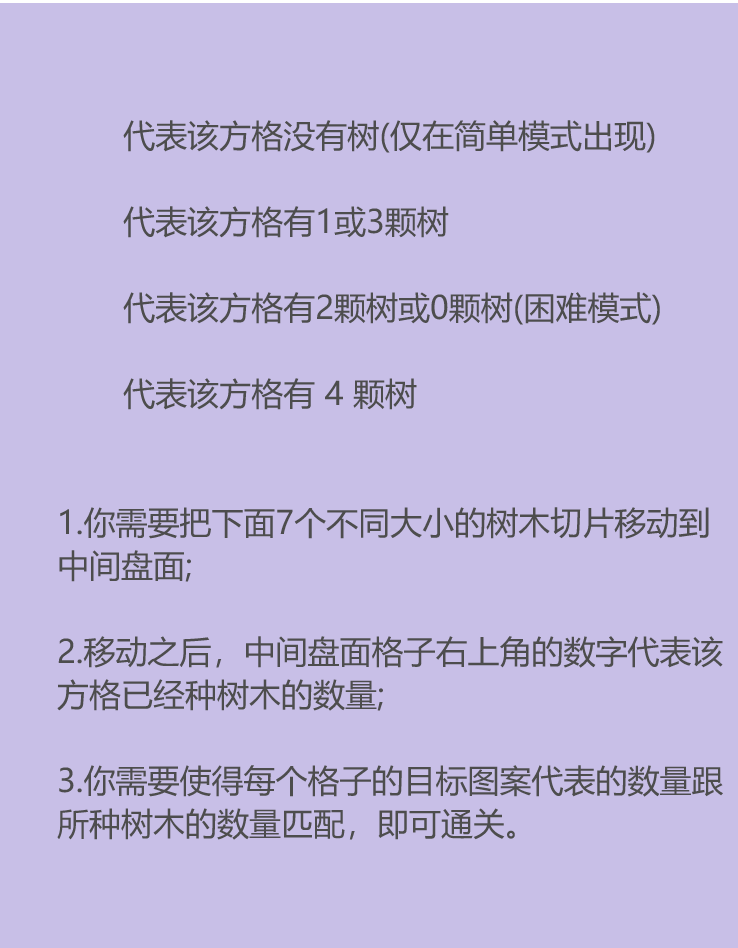 代表该方格没有树(仅在简单模式出现)
代表该方格有1或3颗树
代表该方格有2颗树或0颗树(困难模式)
代表该方格有 4 颗树
1.你需要把下面7个不同大小的树木切片移动到
中间盘面;
2.移动之后，中间盘面格子右上角的数字代表该
方格已经种树木的数量;
3.你需要使得每个格子的目标图案代表的数量跟
所种树木的数量匹配，即可通关。